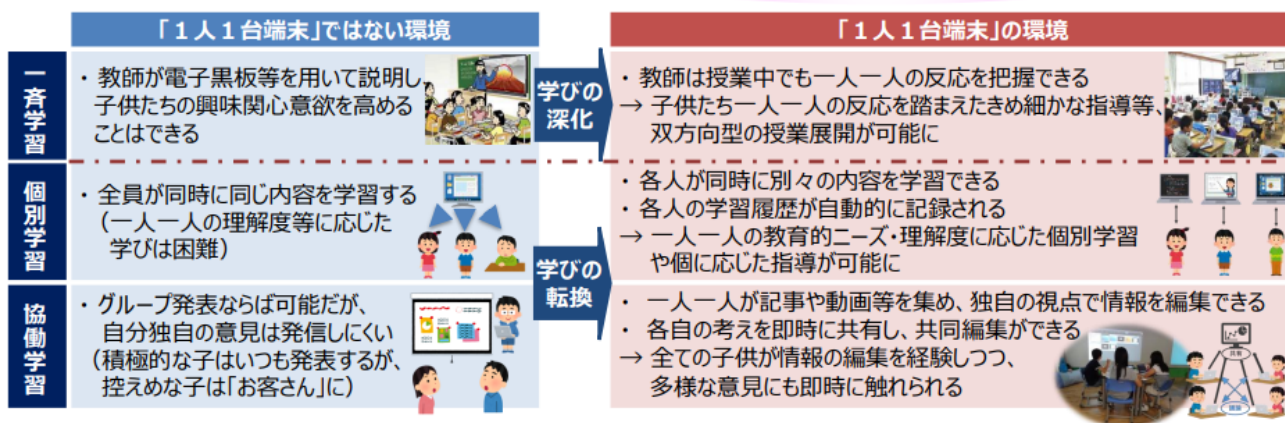 「１人１台端末」ではない環境
「１人１台端末」の環境
一斉学習
・ 教師が電子黒板等を用いて説明し、
子供たちの興味関心意欲を高める
ことはできる
学びの
深化
・ 教師は授業中でも一人一人の反応を把握できる
→ 子供たち一人一人の反応を踏まえたきめ細かな指導等、
双方向型の授業展開が可能に
個別学習
・ 全員が同時に同じ内容を学習する
（一人一人の理解度等に応じた
学びは困難）
学びの
転換
・ 各人が同時に別々の内容を学習できる
・ 各人の学習履歴が自動的に記録される
→ 一人一人の教育的ニーズ・理解度に応じた個別学習
や個に応じた指導が可能に
協働学習
・ グループ発表ならば可能だが、
自分独自の意見は発信しにくい
（積極的な子はいつも発表するが、
控えめな子は「お客さん」に）
・ 一人一人が記事や動画等を集め、独自の視点で情報を編集できる
・ 各自の考えを即時に共有し、共同編集ができる
→ 全ての子供が情報の編集を経験しつつ、
多様な意見にも即時に触れられる
共有